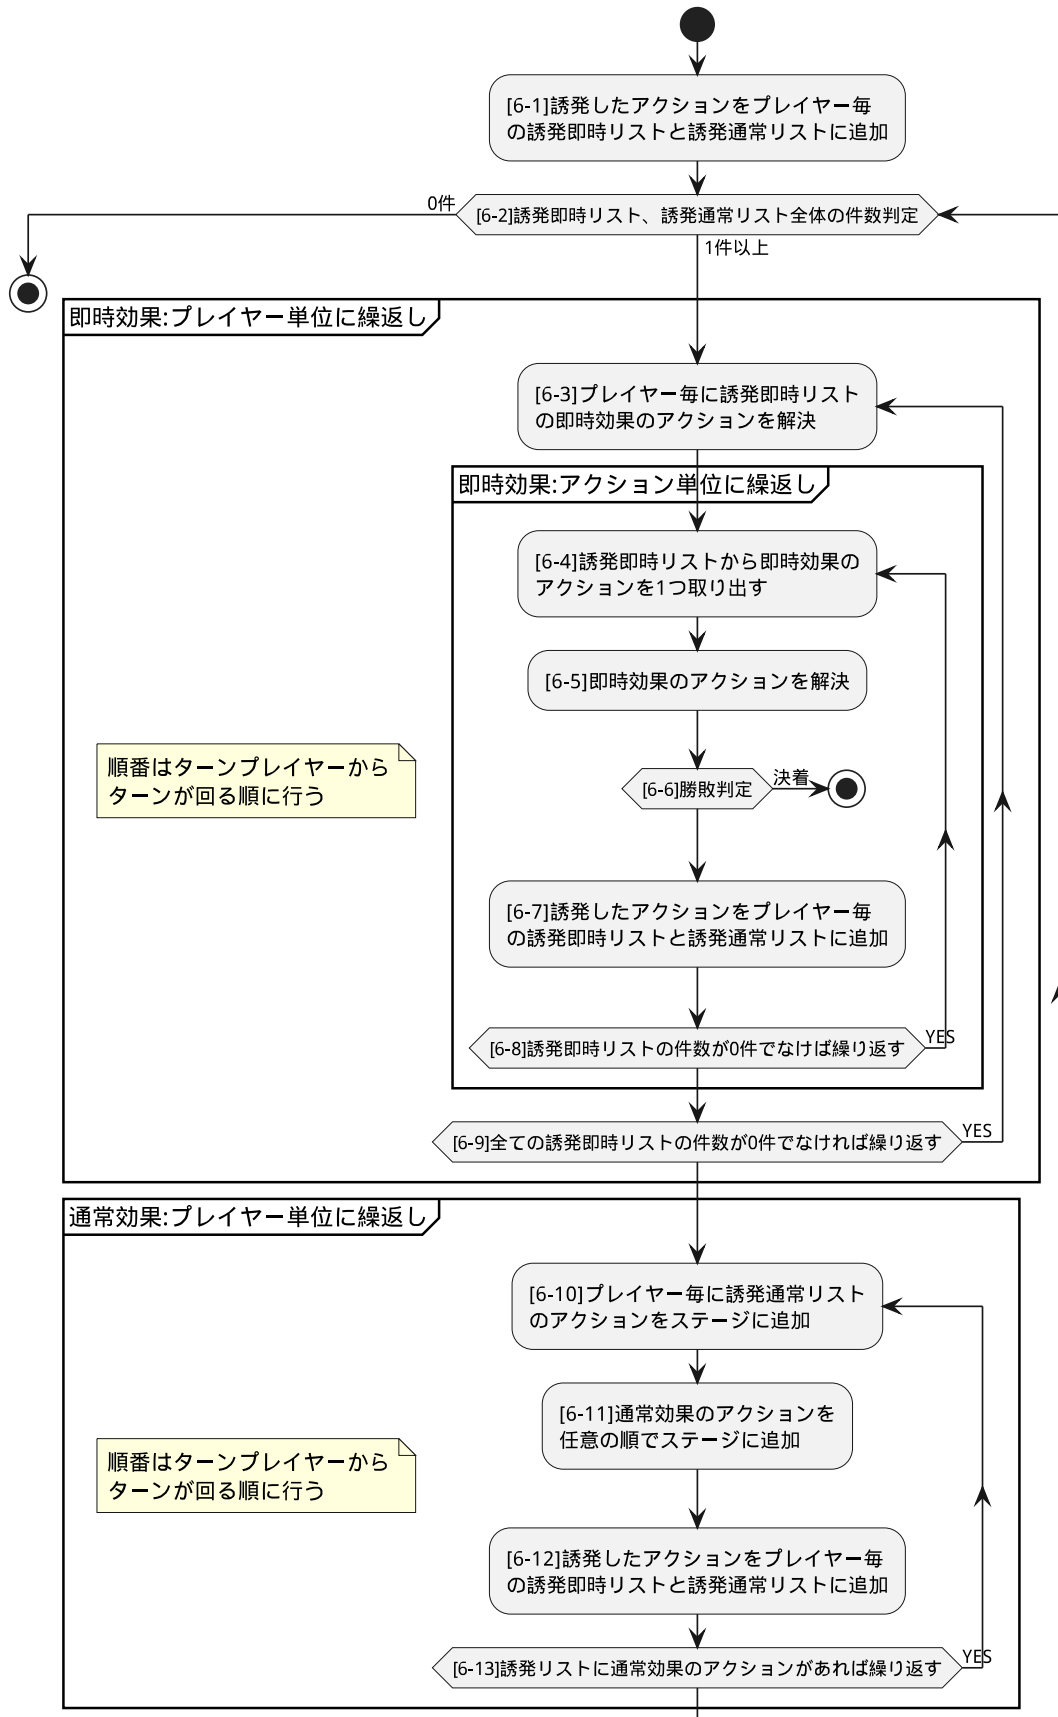 [6-1]誘発したアクションをプレイヤー毎
の誘発即時リストと誘発通常リストに追加
0件
[6-2]誘発即時リスト、誘発通常リスト全体の件数判定
1件以上
即時効果:プレイヤー単位に繰返し
[6-3]プレイヤー毎に誘発即時リスト
の即時効果のアクションを解決
即時効果:アクション単位に繰返し
[6-4]誘発即時リストから即時効果の
アクションを1つ取り出す
[6-5]即時効果のアクションを解決
順番はターンプレイヤーから
ターンが回る順に行う
[6-6]勝敗判定
決着
[6-7]誘発したアクションをプレイヤー毎
の誘発即時リストと誘発通常リストに追加
[6-8]誘発即時リストの件数が0件でなけば繰り返す
YES
[6-9]全ての誘発即時リストの件数が0件でなければ繰り返す
YES
通常効果:プレイヤー単位に繰返し
[6-10]プレイヤー毎に誘発通常リスト
のアクションをステージに追加
[6-11]通常効果のアクションを
任意の順でステージに追加
順番はターンプレイヤーから
ターンが回る順に行う
[6-12]誘発したアクションをプレイヤー毎
の誘発即時リストと誘発通常リストに追加
[6-13]誘発リストに通常効果のアクションがあれば繰り返す
YES